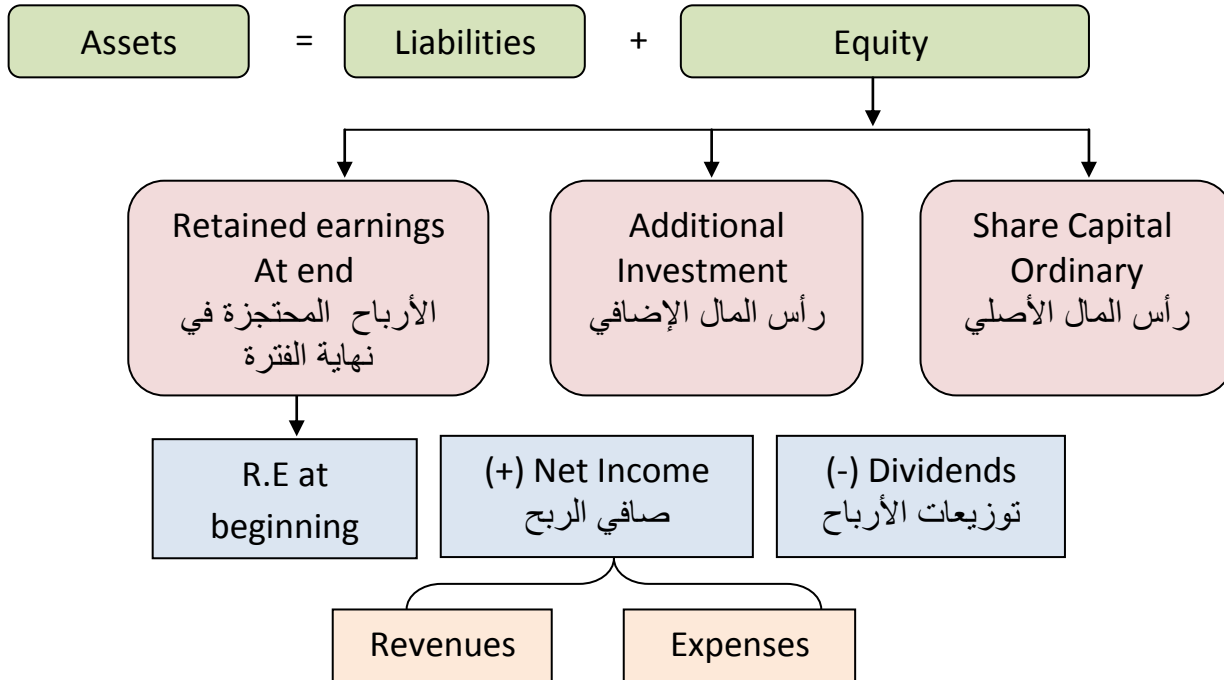 Assets = Liabilities + Equity
Retained earnings
At end
الأرباح المحتجزة في
نهاية الفترة
Additional
Investment
رأس المال الإضافي
Share Capital
Ordinary
رأس المال الأصلي
R.E at
beginning
(+) Net Income
صافي الربح
(-) Dividends
توزيعات الأرباح
Revenues
Expenses